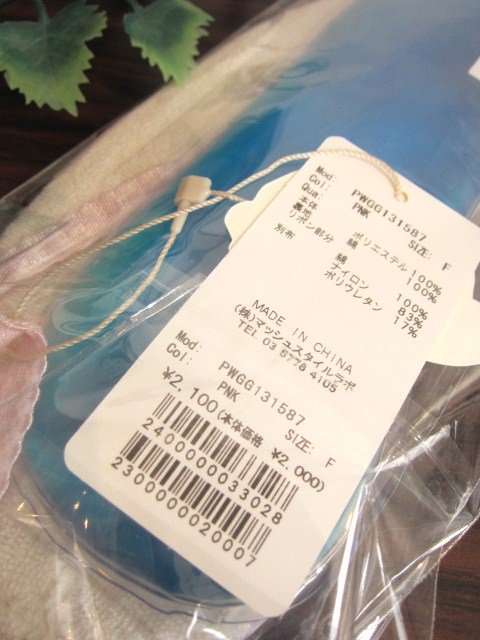 Mod: PWGG131587
Col: PNK SIZE: F
Qua:
本体 ポリエステル 100%
裏地 綿 100%
リボン部分 綿 100%
別布 ナイロン 83%
ポリウレタン 17%
MADE IN CHINA
(株)マッシュスタイルラボ
TEL 03 5778 4105
Mod: PWGG131587
Col: PNK SIZE: F
¥2,100(本体価格 ¥2,000)
2400000033028
2300000020007